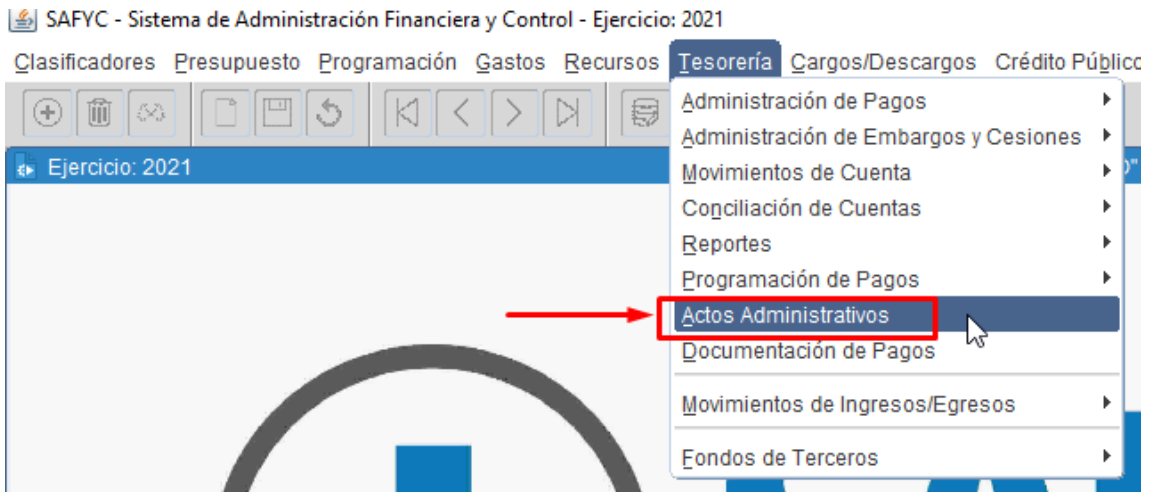 SAFYC - Sistema de Administración Financiera y Control - Ejercicio: 2021
Clasificadores Presupuesto Programación Gastos Recursos Tesorería Cargos/Descargos Crédito Público
Ejercicio: 2021
Administración de Pagos
Administración de Embargos y Cesiones
Movimientos de Cuenta
Conciliación de Cuentas
Reportes
Programación de Pagos
Actos Administrativos
Documentación de Pagos
Movimientos de Ingresos/Egresos
Fondos de Terceros